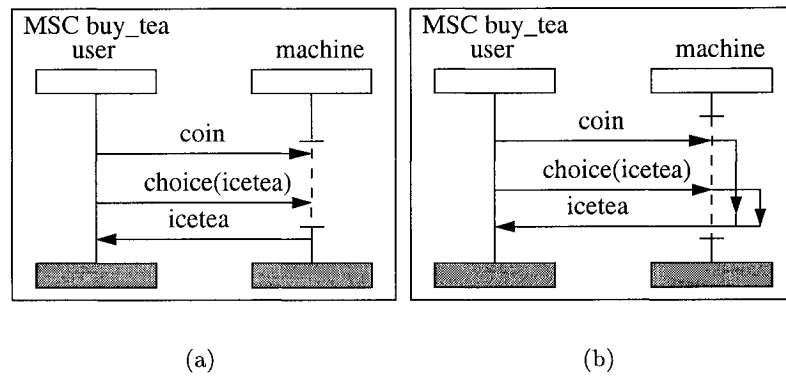 MSC buy_tea
user machine
coin
choice(icetea)
icetea
(a)
MSC buy_tea
user machine
coin
choice(icetea)
icetea
(b)